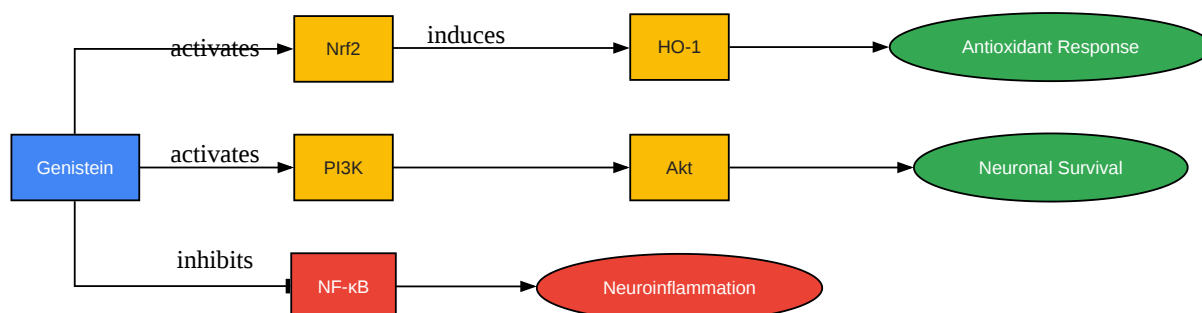 activates
Nrf2
induces
HO-1
Antioxidant Response
Genistein
activates
PI3K
Akt
Neuronal Survival
inhibits
NF-κB
Neuroinflammation